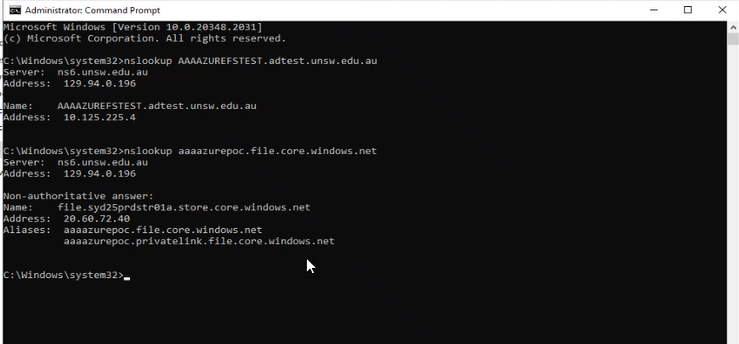 Administrator: Command Prompt
Microsoft Windows [Version 10.0.20348.2031]
(c) Microsoft Corporation. All rights reserved.
C:\Windows\system32>nslookup AAAAZUREFSTEST.adtest.unsw.edu.au
Server:  ns6.unsw.edu.au
Address:  129.94.0.196
Name:    AAAAZUREFSTEST.adtest.unsw.edu.au
Address:  10.125.225.4
C:\Windows\system32>nslookup aaaazurepoc.file.core.windows.net
Server:  ns6.unsw.edu.au
Address:  129.94.0.196
Non-authoritative answer:
Name:    file.syd25prdstr01a.store.core.windows.net
Address:  20.60.72.40
Aliases:  aaaazurepoc.file.core.windows.net
aaaazurepoc.privatelink.file.core.windows.net
C:\Windows\system32>